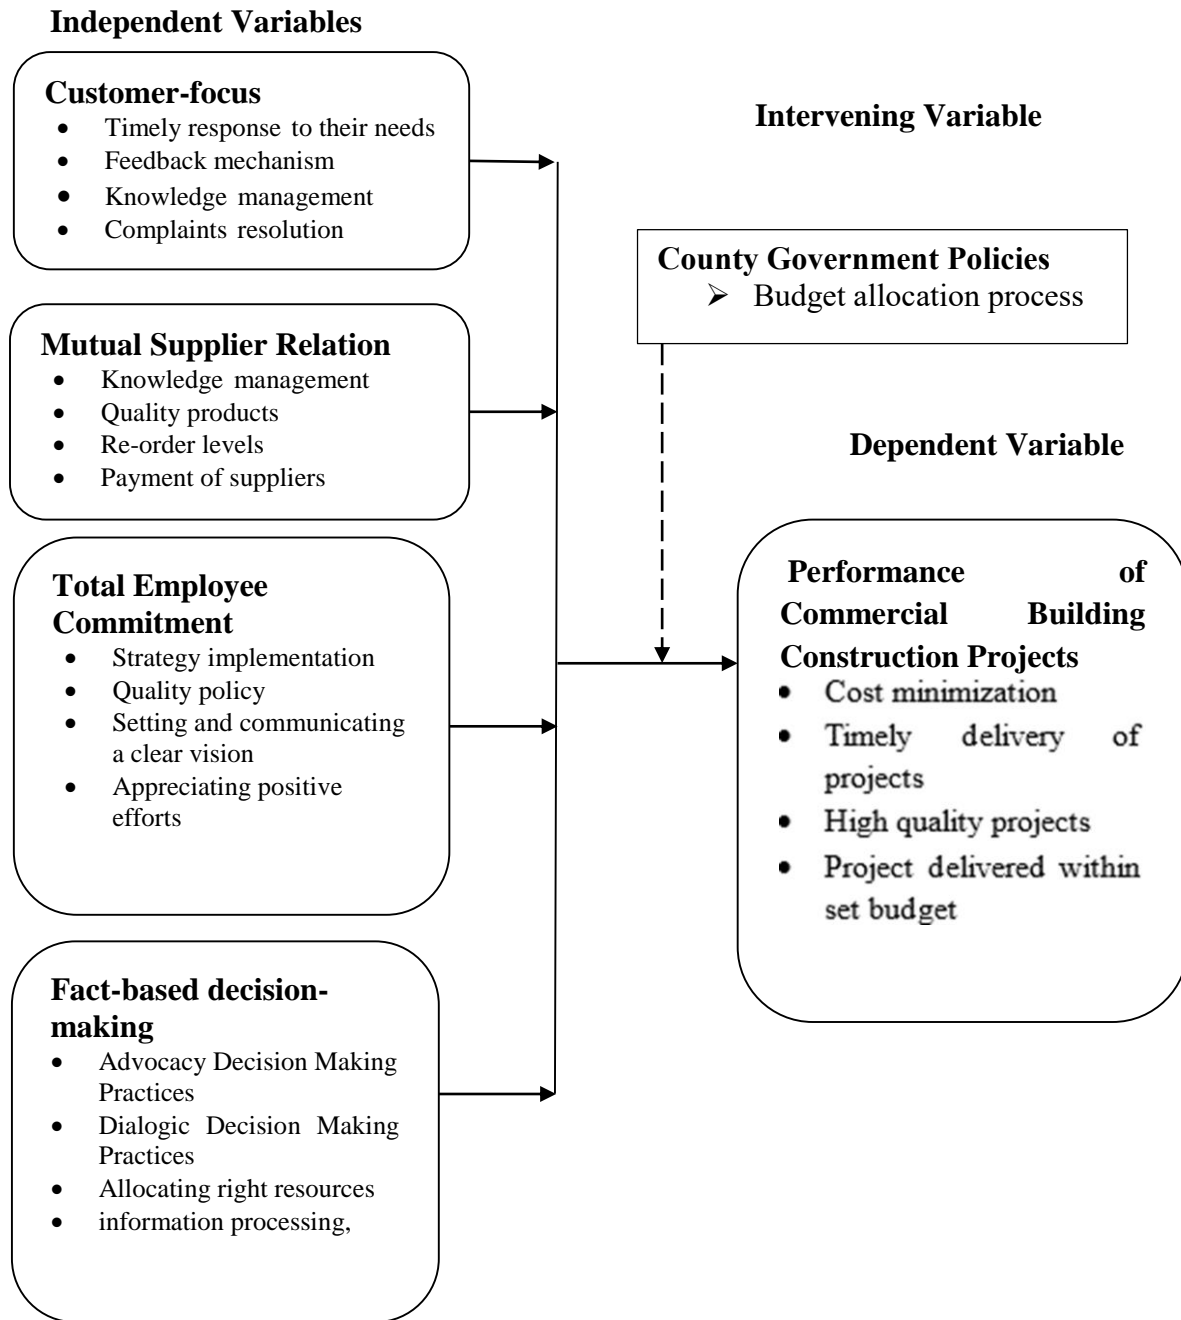 Independent Variables
Customer-focus
• Timely response to their needs
• Feedback mechanism
• Knowledge management
• Complaints resolution
Mutual Supplier Relation
• Knowledge management
• Quality products
• Re-order levels
• Payment of suppliers
Total Employee
Commitment
• Strategy implementation
• Quality policy
• Setting and communicating
a clear vision
• Appreciating positive
efforts
Fact-based decision-
making
• Advocacy Decision Making
Practices
• Dialogic Decision Making
Practices
• Allocating right resources
• information processing,
Intervening Variable
County Government Policies
➢ Budget allocation process
Dependent Variable
Performance of
Commercial Building
Construction Projects
• Cost minimization
• Timely delivery of
projects
• High quality projects
• Project delivered within
set budget